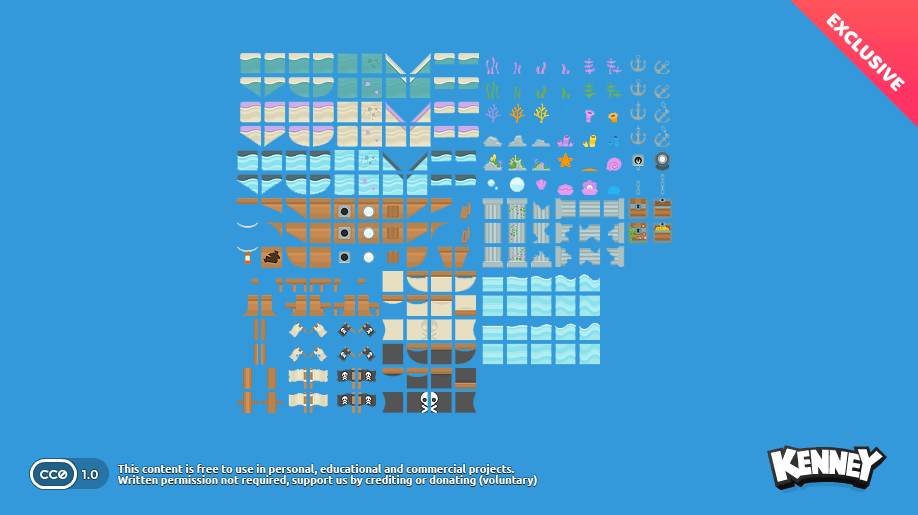 EXCLUSIVE
CC0 1.0
This content is free to use in personal, educational and commercial projects.
Written permission not required, support us by crediting or donating (voluntary)
KENNEY